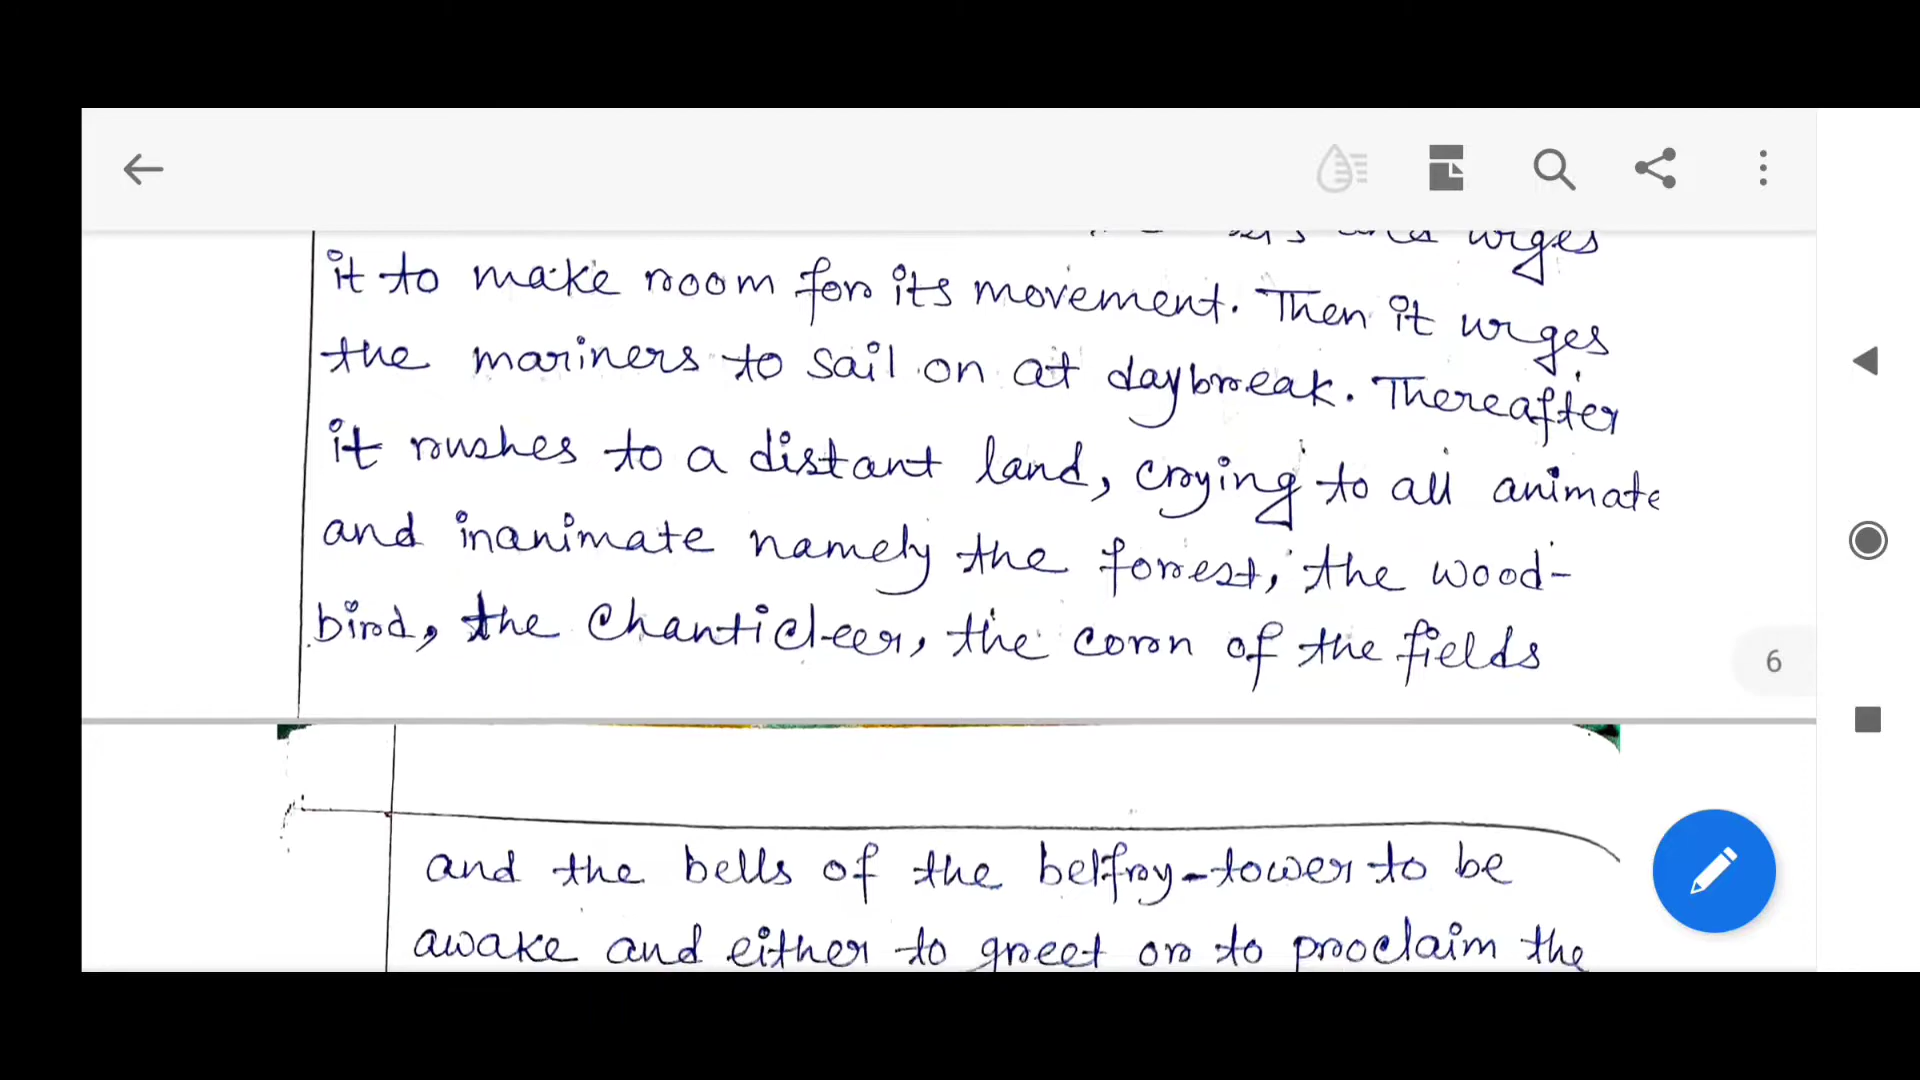 urges
it to make room for its movement. Then it urges
the mariners to sail on at daybreak. Thereafter
it rushes to a distant land, crying to all animate
and inanimate namely the forrest, the wood-
bird, the Chanticleer, the corn of the fields
6
and the bells of the belfry-tower to be
awake and either to greet or to proclaim the